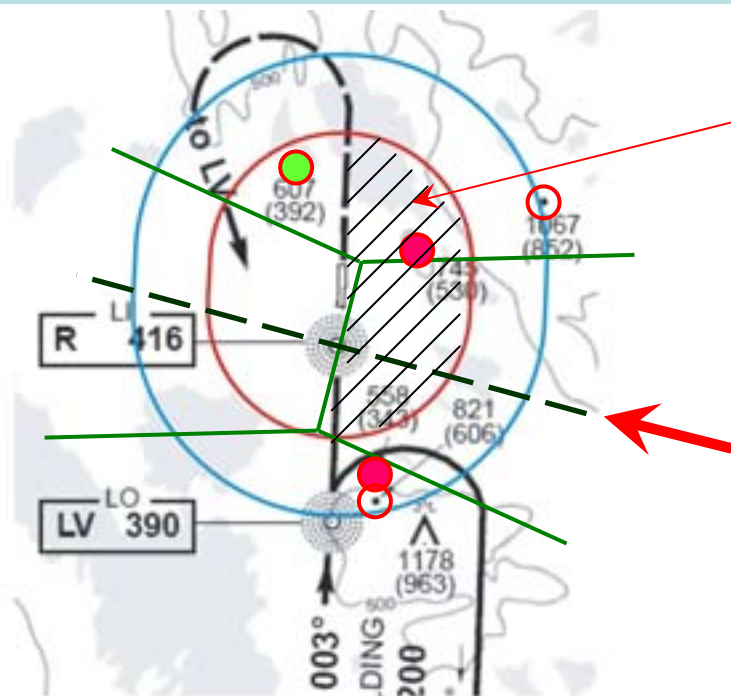 500
to LV
607
(392)
1067
(852)
745
(530)
LI
R 416
558
(343)
821
(606)
LO
LV 390
1178
(963)
500
003°
LDING
200